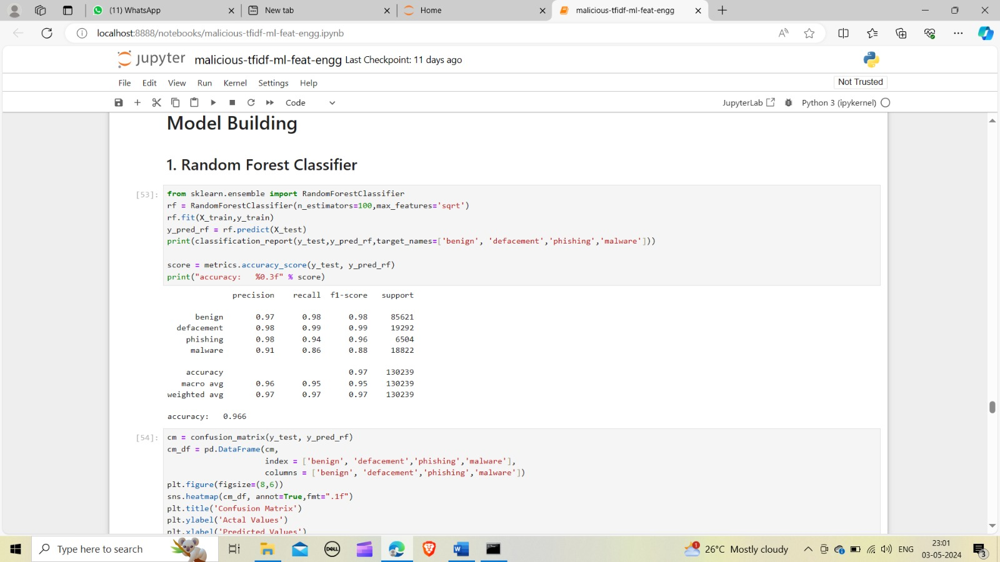 (11) WhatsApp
New tab
Home
malicious-tfidf-ml-feat-engg
localhost:8888/notebooks/malicious-tfidf-ml-feat-engg.ipynb
jupyter malicious-tfidf-ml-feat-engg Last Checkpoint: 11 days ago
File Edit View Run Kernel Settings Help
Not Trusted
Code
JupyterLab Python 3 (ipykernel)
Model Building
1. Random Forest Classifier
[53]: from sklearn.ensemble import RandomForestClassifier
rf = RandomForestClassifier(n_estimators=100,max_features='sqrt')
rf.fit(X_train,y_train)
y_pred_rf = rf.predict(X_test)
print(classification_report(y_test,y_pred_rf,target_names=['benign', 'defacement','phishing','malware']))
score = metrics.accuracy_score(y_test, y_pred_rf)
print("accuracy:   %0.3f" % score)
precision recall f1-score support
benign 0.97 0.98 0.98 85621
defacement 0.98 0.99 0.99 19292
phishing 0.98 0.94 0.96 6504
malware 0.91 0.86 0.88 18822
accuracy 0.97 130239
macro avg 0.96 0.95 0.95 130239
weighted avg 0.97 0.97 0.97 130239
accuracy:   0.966
[54]: cm = confusion_matrix(y_test, y_pred_rf)
cm_df = pd.DataFrame(cm,
index = ['benign', 'defacement','phishing','malware'],
columns = ['benign', 'defacement','phishing','malware'])
plt.figure(figsize=(8,6))
sns.heatmap(cm_df, annot=True,fmt=".1f")
plt.title('Confusion Matrix')
plt.ylabel('Actal Values')
plt.xlabel('Predicted Values')
Type here to search
DELL
W
1
26°C Mostly cloudy
ENG
23:01
03-05-2024
3